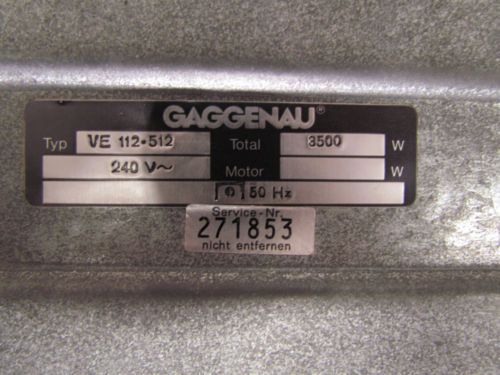 GAGGENAU®
Typ VE 112-512 Total 3500 W
240 V~ Motor W
50 Hz
Service-Nr.
271853
nicht entfernen